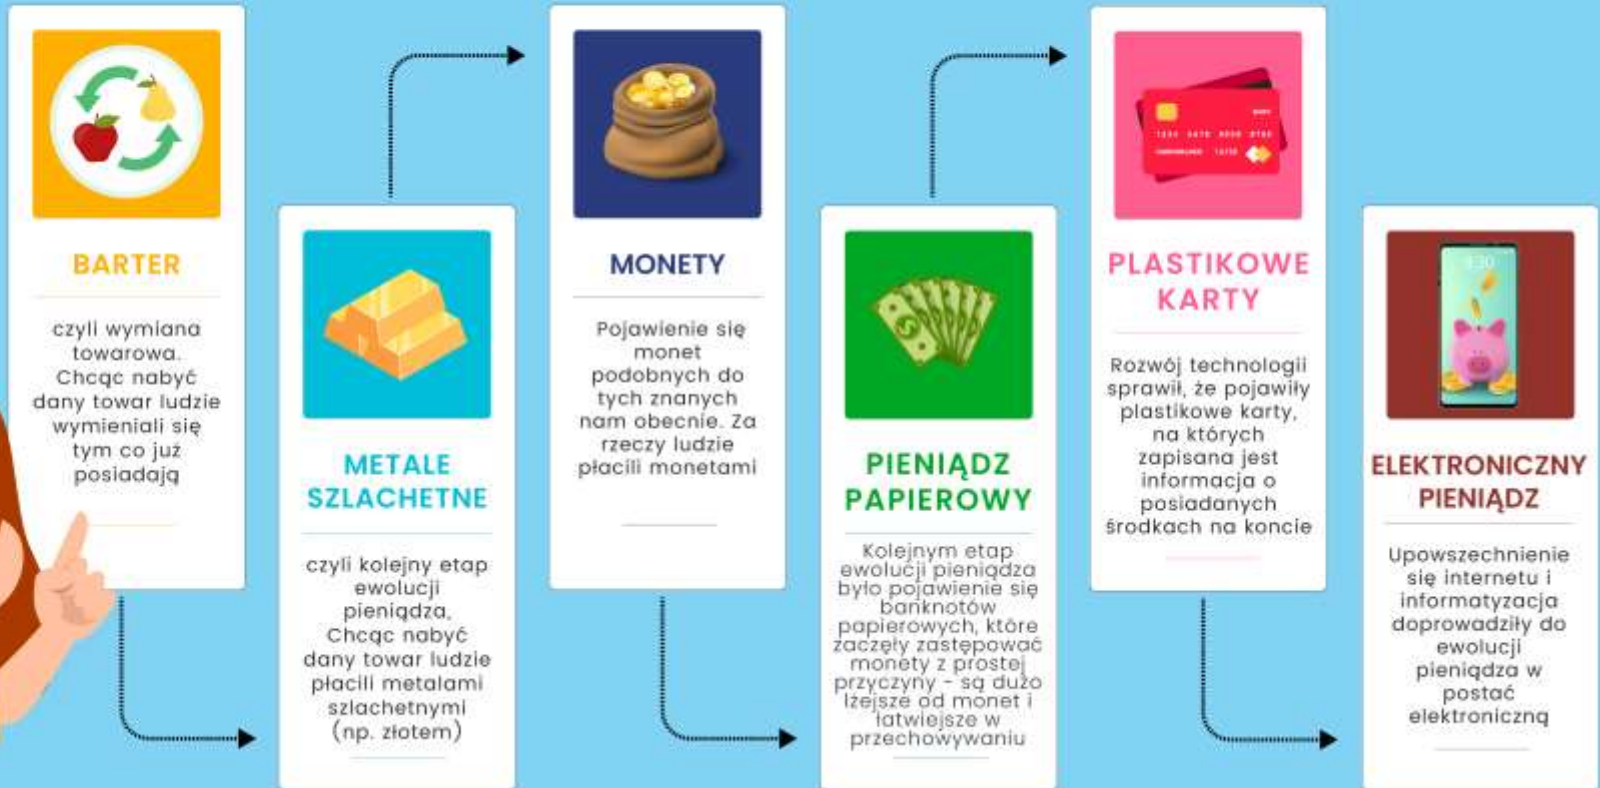 BARTER
czyli wymiana
towarowa.
Chcąc nabyć
dany towar ludzie
wymieniali się
tym co już
posiadają
METALE
SZLACHETNE
czyli kolejny etap
ewolucji
pieniądza,
Chcąc nabyć
dany towar ludzie
płacili metalami
szlachetnymi
(np. złotem)
MONETY
Pojawienie się
monet
podobnych do
tych znanych
nam obecnie. Za
rzeczy ludzie
płacili monetami
PIENIĄDZ
PAPIEROWY
Kolejnym etap
ewolucji pieniądza
było pojawienie się
banknotów
papierowych, które
zaczęły zastępować
monety z prostej
przyczyny - są dużo
lżejsze od monet i
łatwiejsze w
przechowywaniu
PLASTIKOWE
KARTY
Rozwój technologii
sprawił, że pojawiły
plastikowe karty,
na których
zapisana jest
informacja o
posiadanych
środkach na koncie
ELEKTRONICZNY
PIENIĄDZ
Upowszechnienie
się internetu i
informatyzacja
doprowadziły do
ewolucji
pieniądza w
postać
elektroniczną